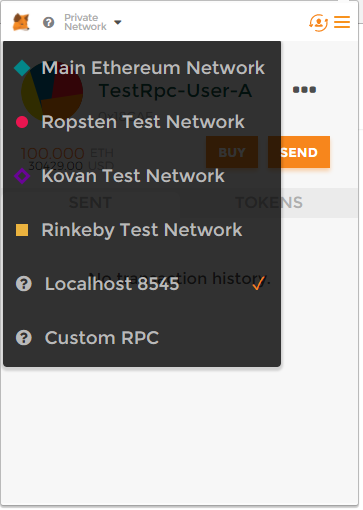 Private
Network
Main Ethereum Network
TestRpc-User-A
Ropsten Test Network
100.000 ETH
30429.00 USD
BUY
SEND
Kovan Test Network
SENT
TOKENS
Rinkeby Test Network
No transaction history.
Localhost 8545
Custom RPC